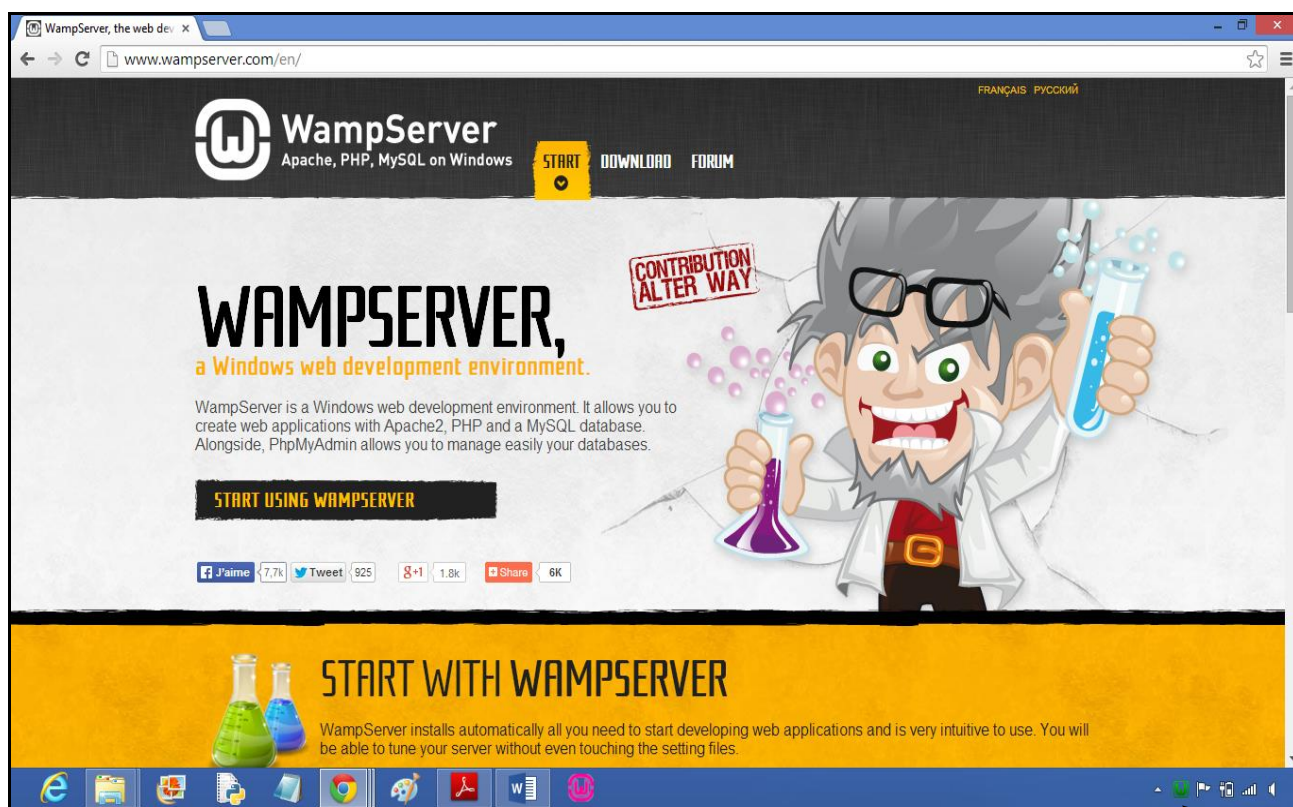 WampServer, the web dev
www.wampserver.com/en/
FRANÇAIS РУССКИЙ
WampServer
Apache, PHP, MySQL on Windows
START DOWNLOAD FORUM
CONTRIBUTION
ALTER WAY
WAMPSERVER,
a Windows web development environment.
WampServer is a Windows web development environment. It allows you to
create web applications with Apache2, PHP and a MySQL database.
Alongside, PhpMyAdmin allows you to manage easily your databases.
START USING WAMPSERVER
J'aime 7,7k Tweet 925 g+1 1.8k Share 6K
START WITH WAMPSERVER
WampServer installs automatically all you need to start developing web applications and is very intuitive to use. You will
be able to tune your server without even touching the setting files.